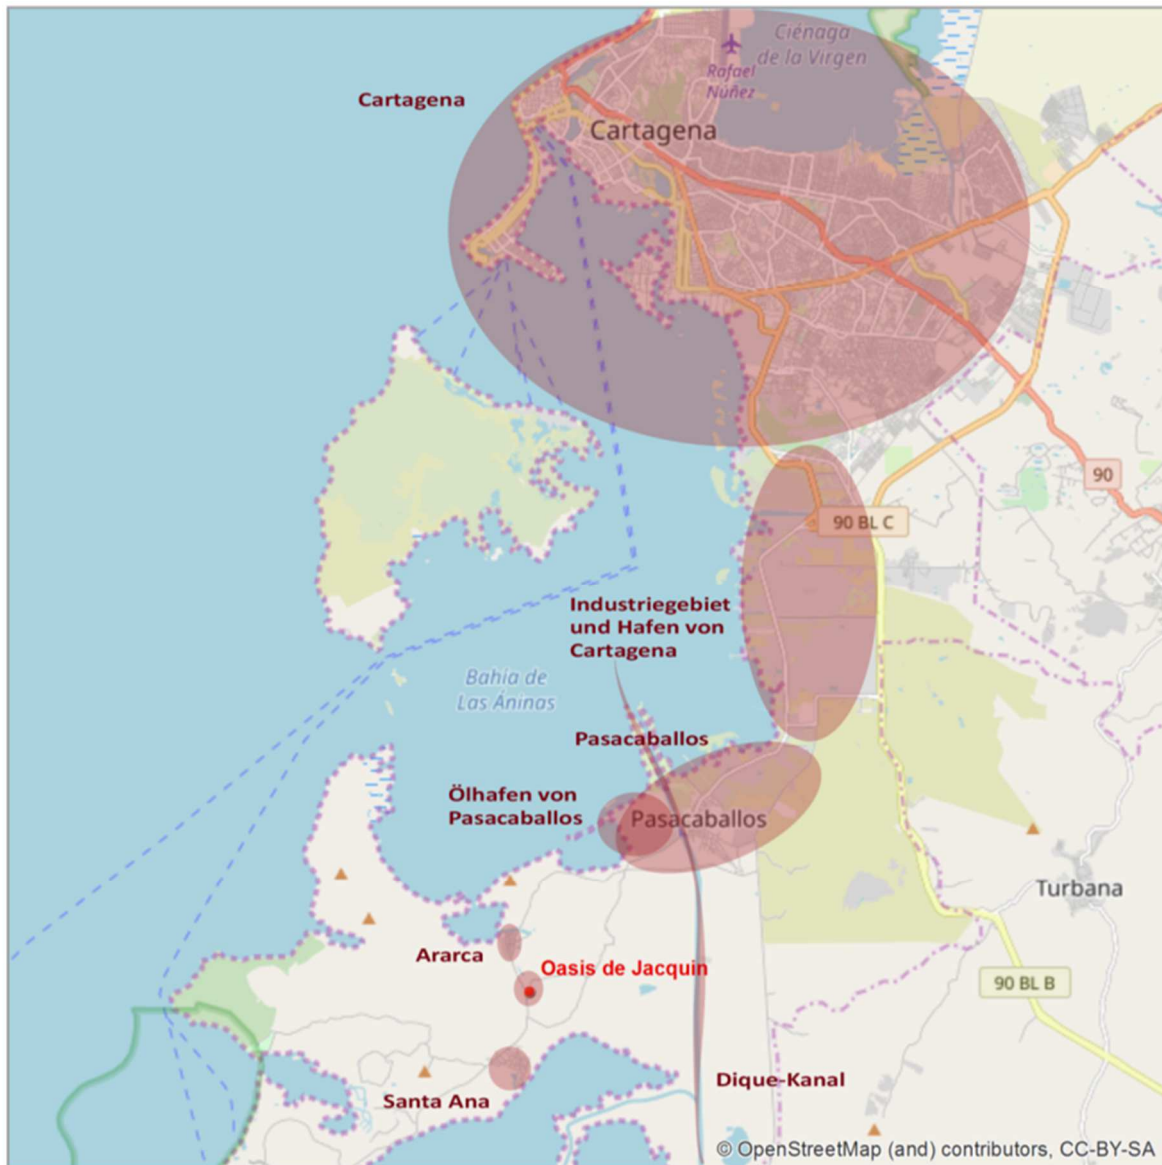 Ciénaga
de la Virgen
Rafael
Núñez
Cartagena
Cartagena
90
90 BL C
Industriegebiet
und Hafen von
Cartagena
Bahía de
Las Áninas
Pasacaballos
Ölhafen von
Pasacaballos
Pasacaballos
Turbana
Ararca
Oasis de Jacquin
90 BL B
Dique-Kanal
Santa Ana
© OpenStreetMap (and) contributors, CC-BY-SA